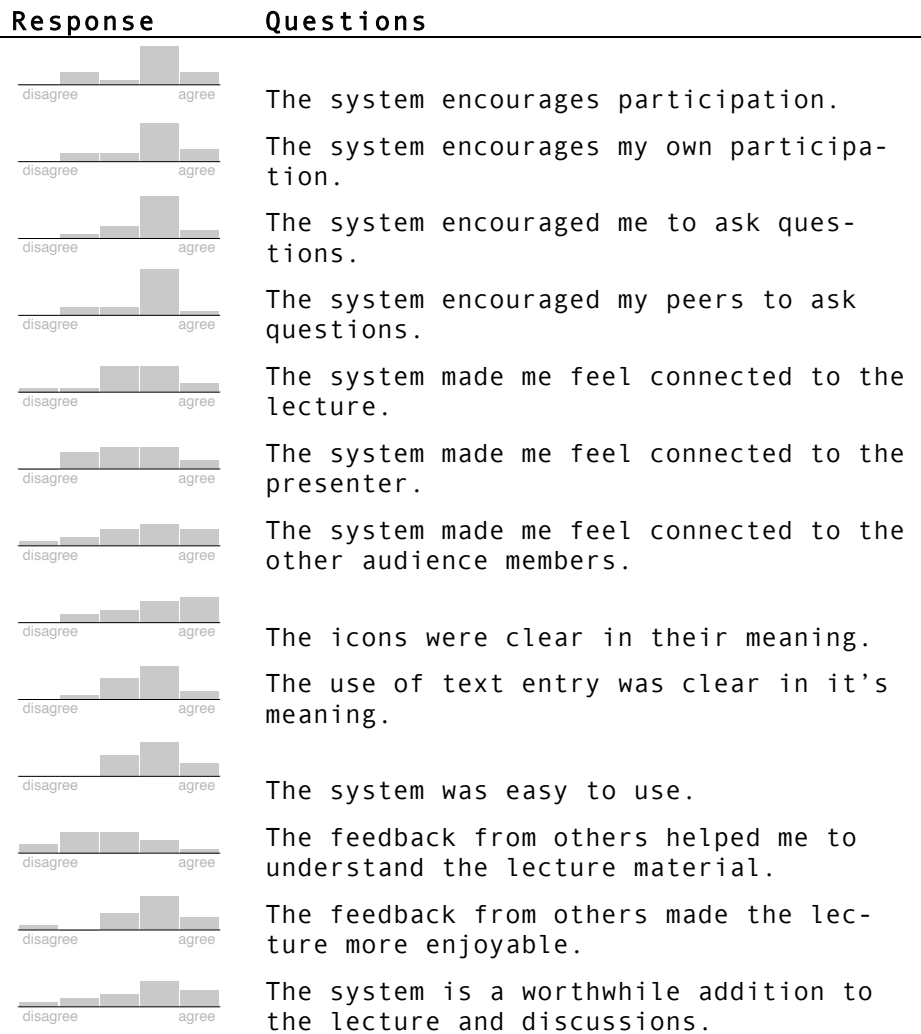 Response Questions
disagree agree
The system encourages participation.
The system encourages my own participa-
tion.
disagree agree
The system encouraged me to ask ques-
tions.
disagree agree
The system encouraged my peers to ask
questions.
disagree agree
The system made me feel connected to the
lecture.
disagree agree
The system made me feel connected to the
presenter.
disagree agree
The system made me feel connected to the
other audience members.
disagree agree
The icons were clear in their meaning.
disagree agree
The use of text entry was clear in it’s
meaning.
disagree agree
The system was easy to use.
disagree agree
The feedback from others helped me to
understand the lecture material.
disagree agree
The feedback from others made the lec-
ture more enjoyable.
disagree agree
The system is a worthwhile addition to
the lecture and discussions.
disagree agree